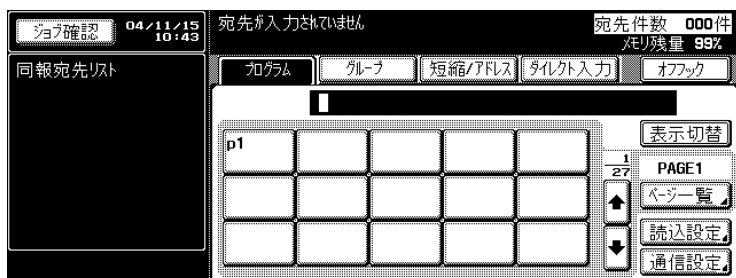 ジョブ確認
04/11/15
10:43
宛先が入力されていません
宛先件数 000件
メモリ残量 99%
同報宛先リスト
プログラム
グループ
短縮/アドレス
ダイレクト入力
オフフック
表示切替
p1
1
27
PAGE1
ページ一覧
読込設定
通信設定